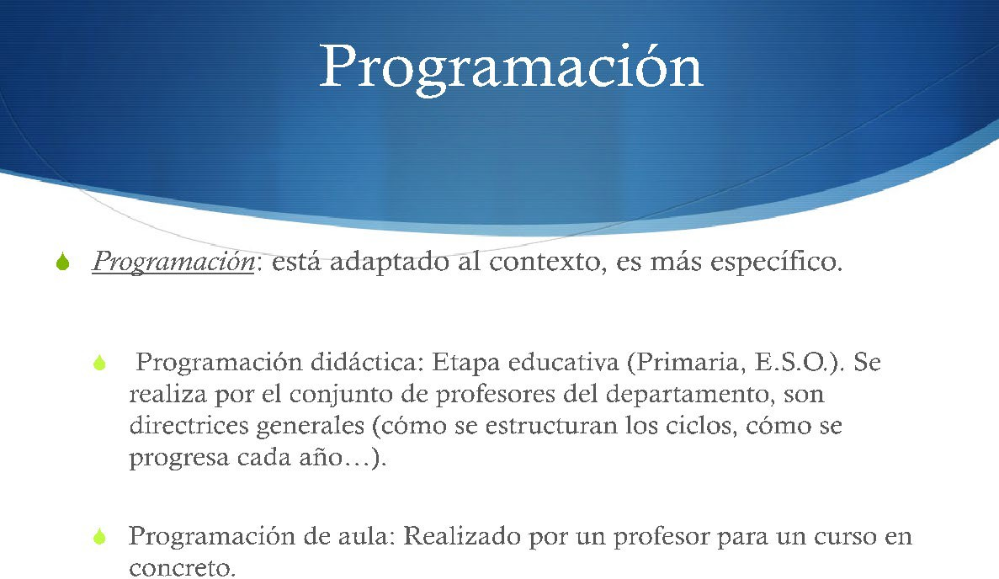 Programación
Programación: está adaptado al contexto, es más específico.
Programación didáctica: Etapa educativa (Primaria, E.S.O.). Se
realiza por el conjunto de profesores del departamento, son
directrices generales (cómo se estructuran los ciclos, cómo se
progresa cada año…).
Programación de aula: Realizado por un profesor para un curso en
concreto.